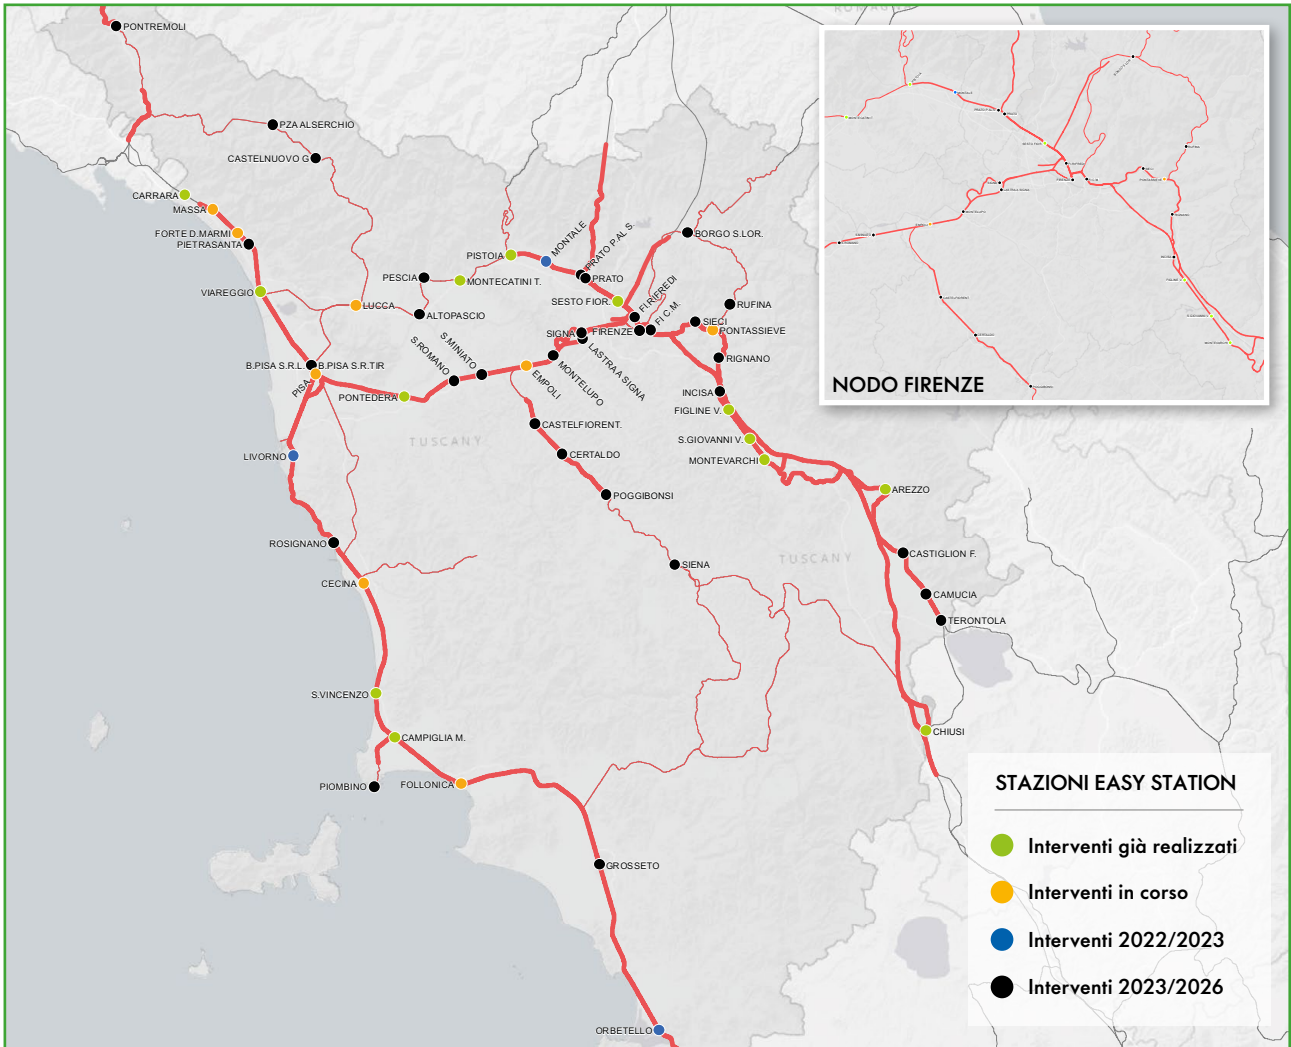 ROMAGNA
PONTREMOLI
PZA ALSERCHIO
CASTELNUOVO G
CARRARA
MASSA
FORTE D.MARMI
PIETRASANTA
VIAREGGIO
LUCCA
PESCIA
ALTOPASCIO
MONTECATINI T.
PISTOIA
MONTALE
PRATO P.AL S.
PRATO
SESTO FIOR.
FI.RIFREDI
FI C.M.
FIRENZE
SIGNA
LASTRA A SIGNA
BORGO S.LOR.
RUFINA
SIECI
PONTASSIEVE
RIGNANO
INCISA
FIGLINE V.
S.GIOVANNI V.
MONTEVARCHI
B.PISA S.R.L.
B.PISA S.R.TIR
PISA
PONTEDERA
S.ROMANO
S.MINIATO
EMPOLI
MONTELUPO
TUSCANY
CASTELFIORENT.
CERTALDO
POGGIBONSI
SIENA
LIVORNO
ROSIGNANO
CECINA
S.VINCENZO
CAMPIGLIA M.
PIOMBINO
FOLLONICA
GROSSETO
ORBETELLO
AREZZO
TUSCANY
CASTIGLION F.
CAMUCIA
TERONTOLA
CHIUSI
NODO FIRENZE
STAZIONI EASY STATION
Interventi già realizzati
Interventi in corso
Interventi 2022/2023
Interventi 2023/2026